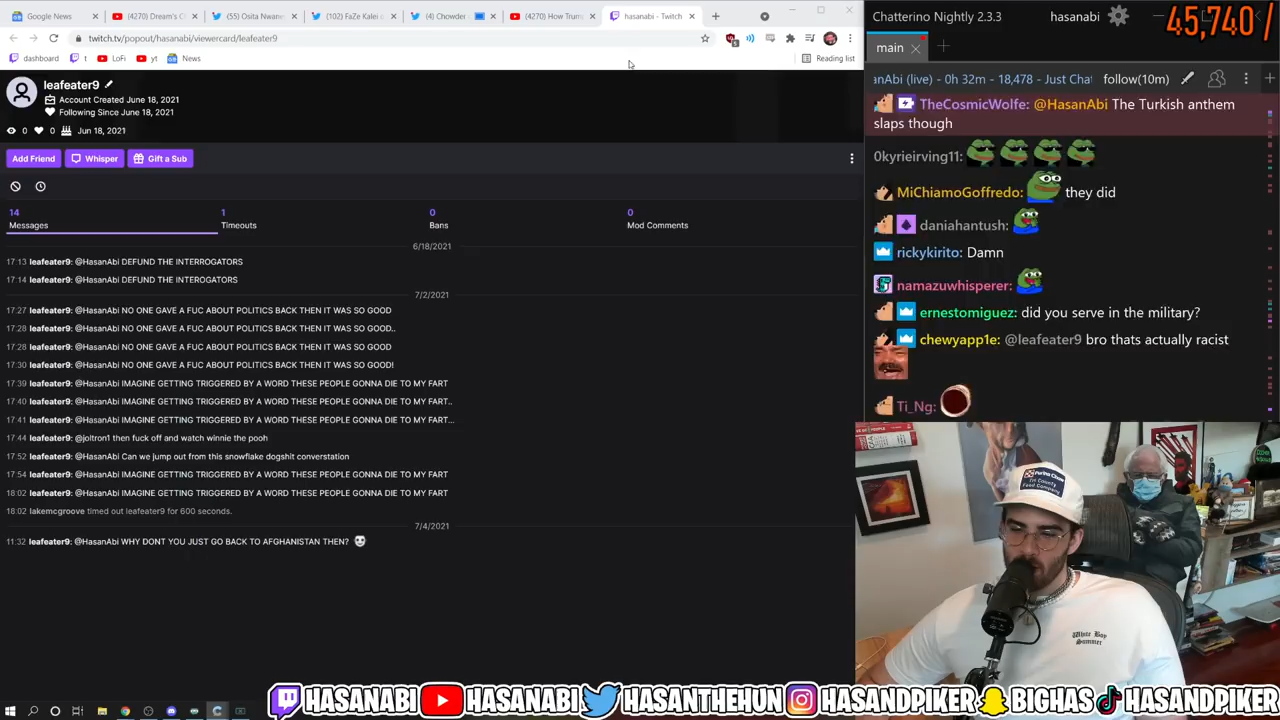 Google News
(4270) Dream's C
(55) Osita Nwane
(102) FaZe Kalei
(4) Chowder
(4270) How Trum
hasanabi - Twitch
twitch.tv/popout/hasanabi/viewercard/leafeater9
dashboard
t
LoFi
yt
News
Reading list
leafeater9
Account Created June 18, 2021
Following Since June 18, 2021
0
0
Jun 18, 2021
Add Friend
Whisper
Gift a Sub
14
Messages
1
Timeouts
0
Bans
0
Mod Comments
6/18/2021
17:13 leafeater9: @HasanAbi DEFUND THE INTERROGATORS
17:14 leafeater9: @HasanAbi DEFUND THE INTERROGATORS
7/2/2021
17:27 leafeater9: @HasanAbi NO ONE GAVE A FUC ABOUT POLITICS BACK THEN IT WAS SO GOOD
17:28 leafeater9: @HasanAbi NO ONE GAVE A FUC ABOUT POLITICS BACK THEN IT WAS SO GOOD..
17:28 leafeater9: @HasanAbi NO ONE GAVE A FUC ABOUT POLITICS BACK THEN IT WAS SO GOOD
17:30 leafeater9: @HasanAbi NO ONE GAVE A FUC ABOUT POLITICS BACK THEN IT WAS SO GOOD!
17:39 leafeater9: @HasanAbi IMAGINE GETTING TRIGGERED BY A WORD THESE PEOPLE GONNA DIE TO MY FART
17:40 leafeater9: @HasanAbi IMAGINE GETTING TRIGGERED BY A WORD THESE PEOPLE GONNA DIE TO MY FART..
17:41 leafeater9: @HasanAbi IMAGINE GETTING TRIGGERED BY A WORD THESE PEOPLE GONNA DIE TO MY FART...
17:44 leafeater9: @joltron1 then fuck off and watch winnie the pooh
17:52 leafeater9: @HasanAbi Can we jump out from this snowflake dogshit converstation
17:54 leafeater9: @HasanAbi IMAGINE GETTING TRIGGERED BY A WORD THESE PEOPLE GONNA DIE TO MY FART
18:02 leafeater9: @HasanAbi IMAGINE GETTING TRIGGERED BY A WORD THESE PEOPLE GONNA DIE TO MY FART
18:02 lakemcgroove timed out leafeater9 for 600 seconds.
7/4/2021
11:32 leafeater9: @HasanAbi WHY DONT YOU JUST GO BACK TO AFGHANISTAN THEN?
Chatterino Nightly 2.3.3
hasanabi
45,740 /
main
anAbi (live) - 0h 32m - 18,478 - Just Cha
follow(10m)
TheCosmicWolfe: @HasanAbi The Turkish anthem
slaps though
0kyrieirving11:
MiChiamoGoffredo: they did
daniahantush:
rickykirito: Damn
namazuwhisperer:
ernestomiguez: did you serve in the military?
chewyapp1e: @leafeater9 bro thats actually racist
Ti_Ng:
Purina Chows
Tri County
Food Company
White Boy
Summer
HASANABI
HASANABI
HASANTHEHUN
HASANDPIKER
BIGHAS
HASANDPIKER